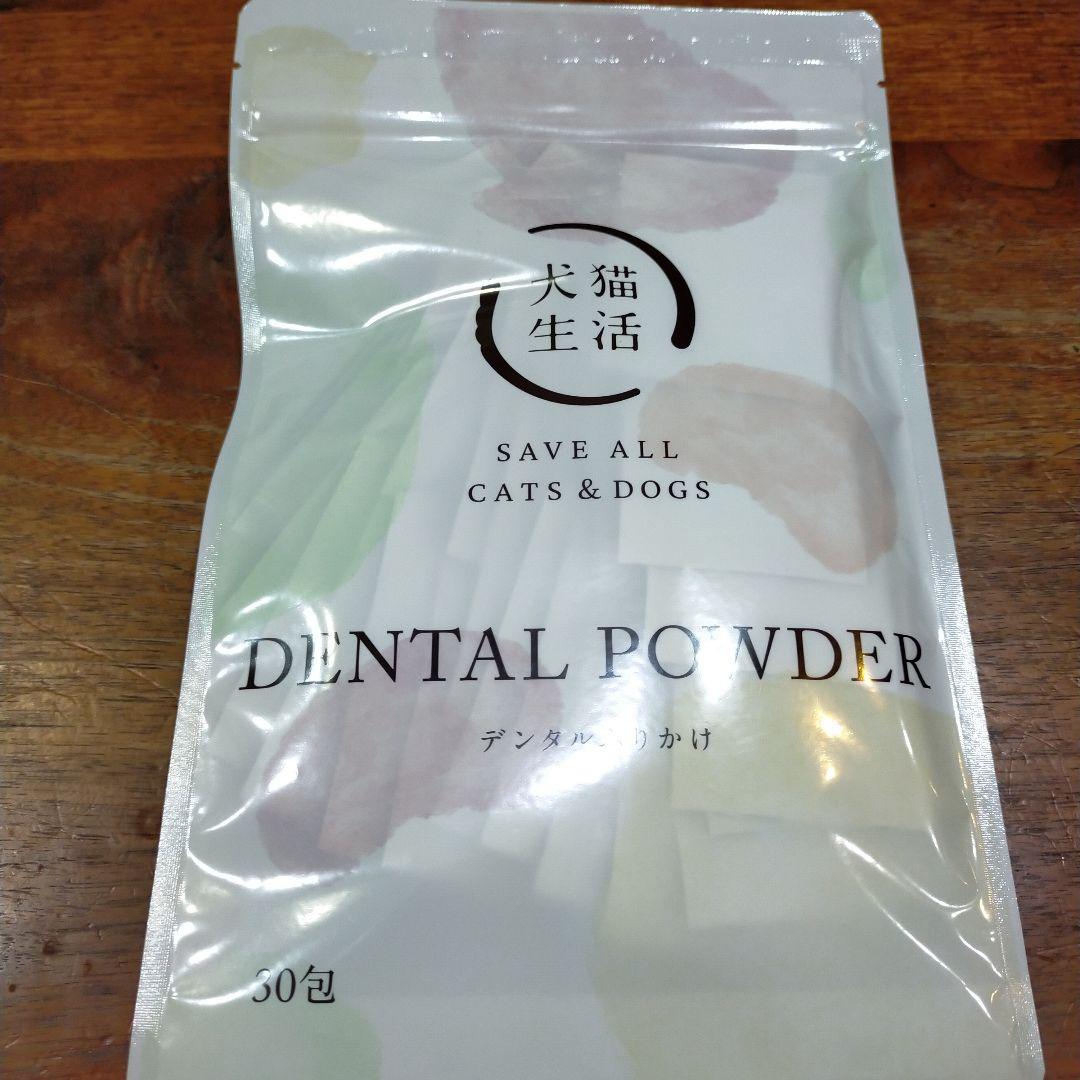 犬猫
生活
SAVE ALL
CATS & DOGS
DENTAL POWDER
デンタルふりかけ
30包